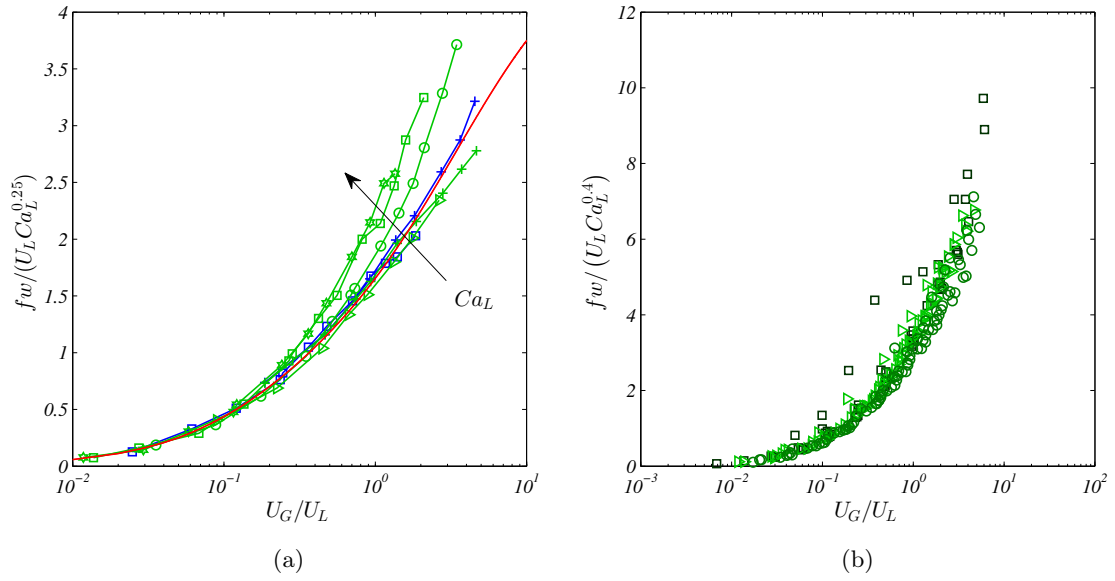 4
3.5
3
2.5
2
1.5
1
0.5
0
fw/(U_L Ca_L^{0.25})
Ca_L
10^{-2} 10^{-1} 10^0 10^1
U_G/U_L
(a)
12
10
8
6
4
2
0
fw/(U_L Ca_L^{0.4})
10^{-3} 10^{-2} 10^{-1} 10^0 10^1 10^2
U_G/U_L
(b)